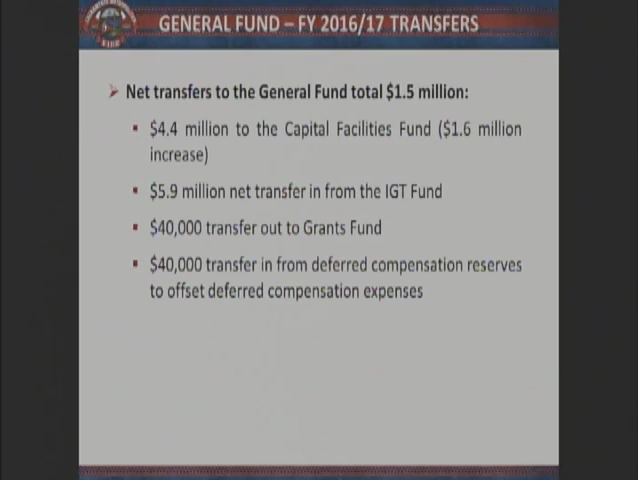 GENERAL FUND – FY 2016/17 TRANSFERS
➢ Net transfers to the General Fund total $1.5 million:
▪ $4.4 million to the Capital Facilities Fund ($1.6 million
increase)
▪ $5.9 million net transfer in from the IGT Fund
▪ $40,000 transfer out to Grants Fund
▪ $40,000 transfer in from deferred compensation reserves
to offset deferred compensation expenses